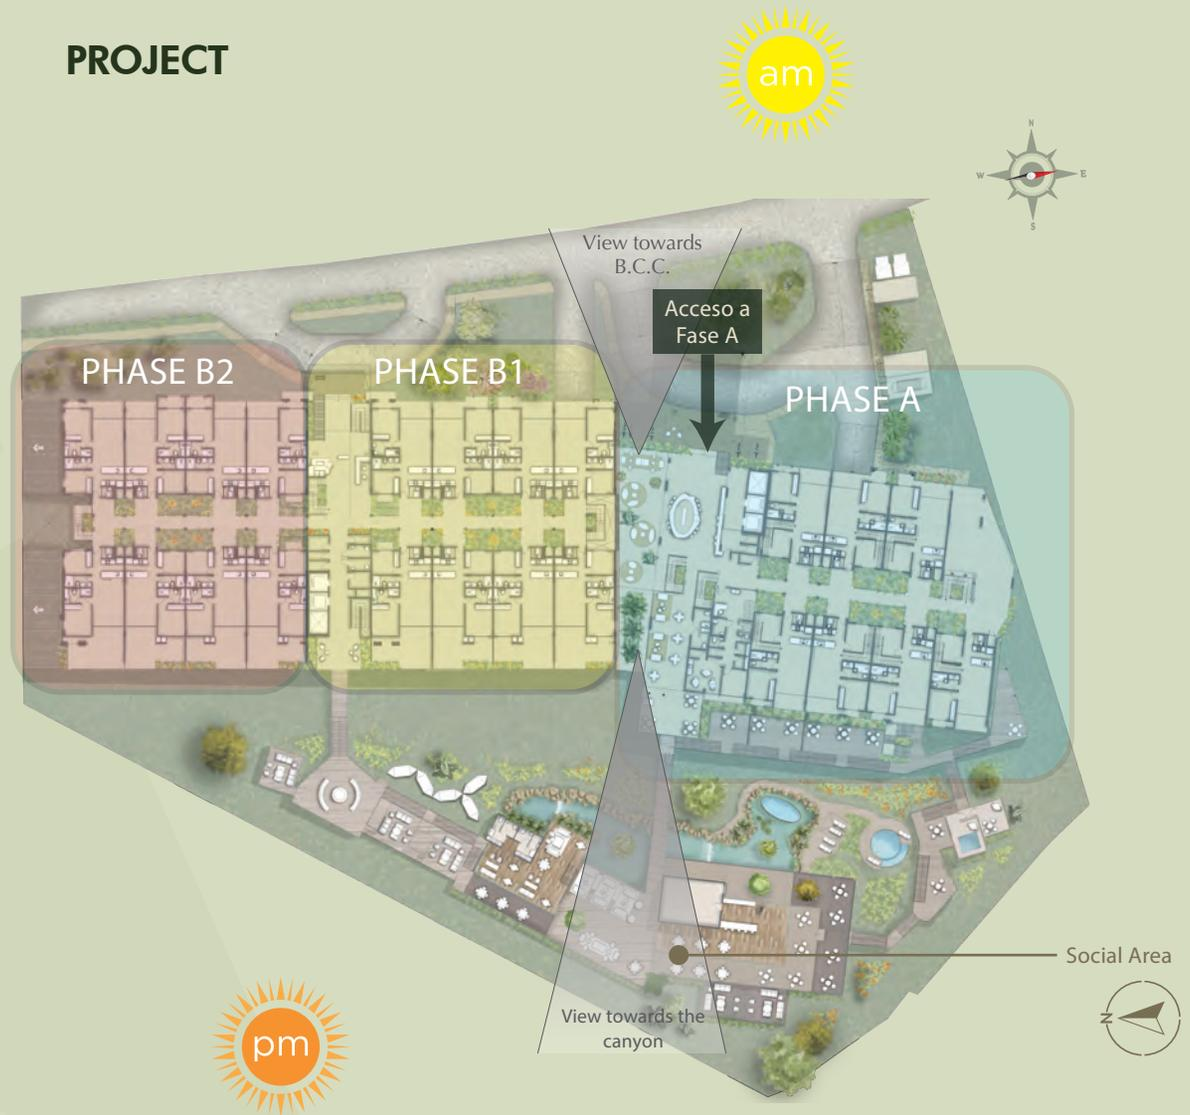 PROJECT
am
N
W
E
S
View towards
B.C.C.
Acceso a
Fase A
PHASE B2
PHASE B1
PHASE A
Social Area
N
View towards the
canyon
pm